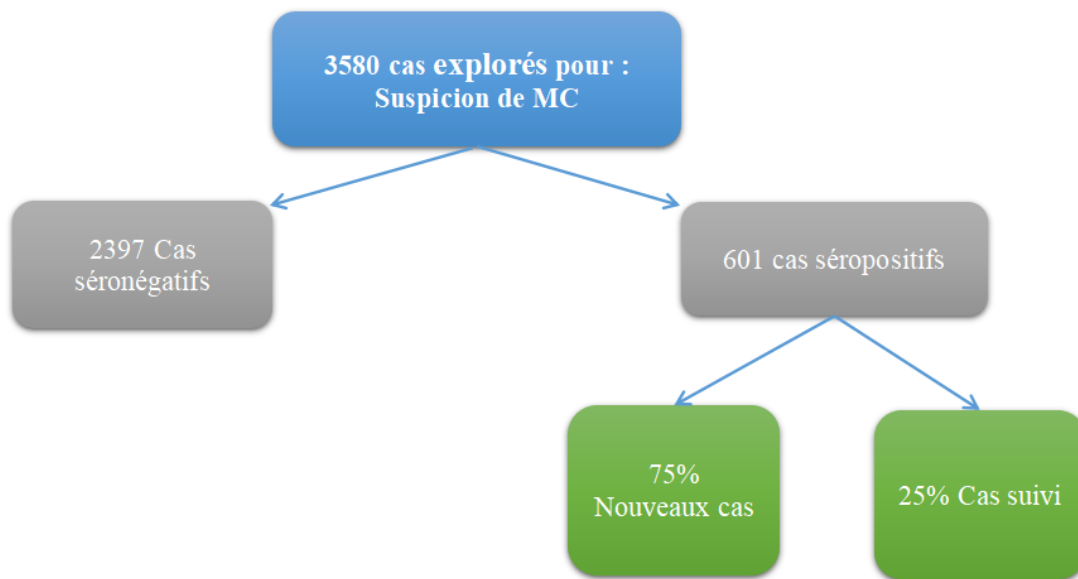 3580 cas explorés pour :
Suspicion de MC
2397 Cas
séronégatifs
601 cas séropositifs
75%
Nouveaux cas
25% Cas suivi